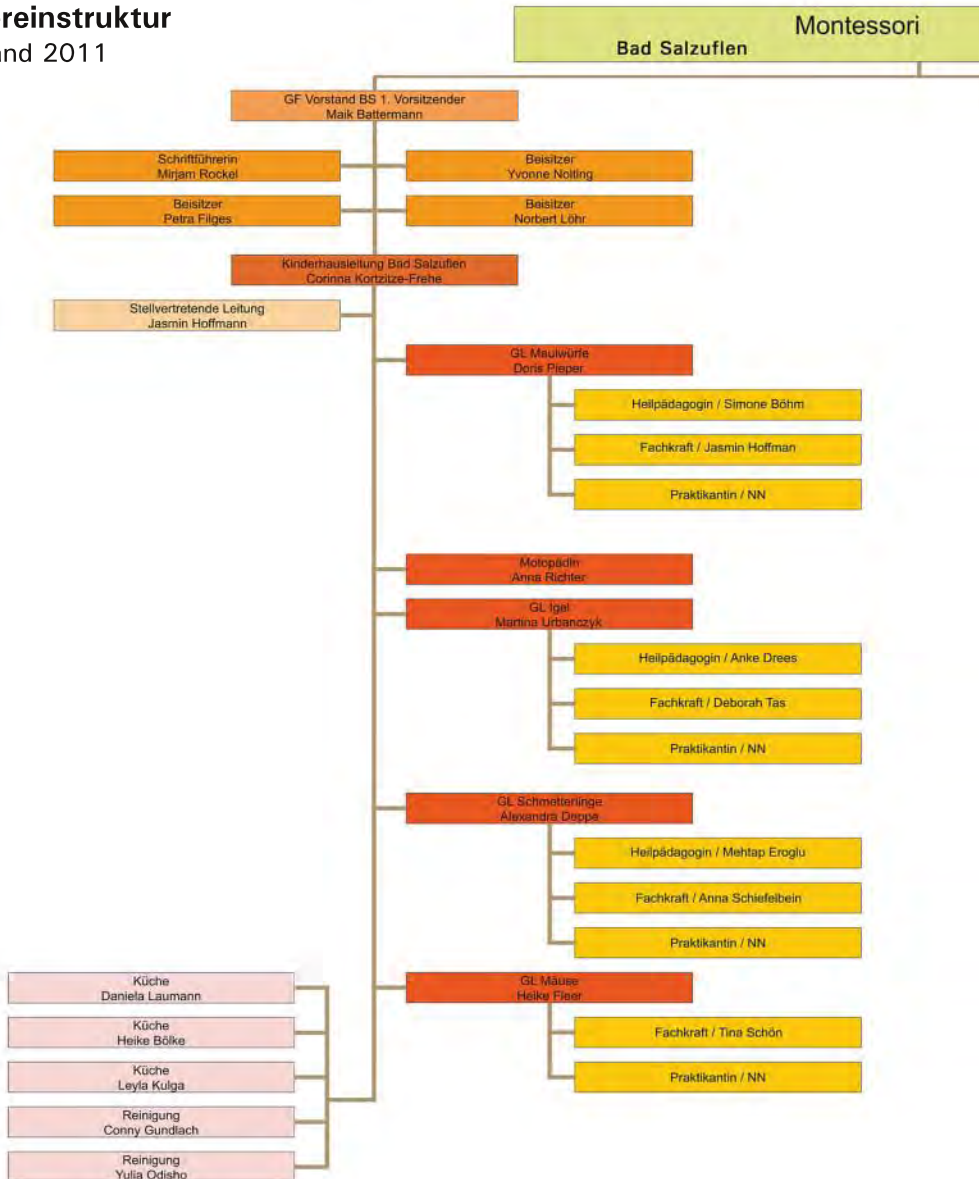 reinstruktur
and 2011
Montessori
Bad Salzuflen
GF Vorstand BS 1. Vorsitzender
Maik Battermann
Schriftführerin
Mirjam Rockel
Beisitzer
Yvonne Nolting
Beisitzer
Petra Filges
Beisitzer
Norbert Löhr
Kinderhausleitung Bad Salzuflen
Corinna Kortzitze-Frehe
Stellvertretende Leitung
Jasmin Hoffmann
GL Maulwürfe
Doris Pieper
Heilpädagogin / Simone Böhm
Fachkraft / Jasmin Hoffman
Praktikantin / NN
Motopädin
Anna Richter
GL Igel
Martina Urbanczyk
Heilpädagogin / Anke Drees
Fachkraft / Deborah Tas
Praktikantin / NN
GL Schmetterlinge
Alexandra Deppe
Heilpädagogin / Mehtap Eroglu
Fachkraft / Anna Schiefelbein
Praktikantin / NN
GL Mäuse
Heike Fleer
Fachkraft / Tina Schön
Praktikantin / NN
Küche
Daniela Laumann
Küche
Heike Bölke
Küche
Leyla Kulga
Reinigung
Conny Gundlach
Reinigung
Yulia Odisho